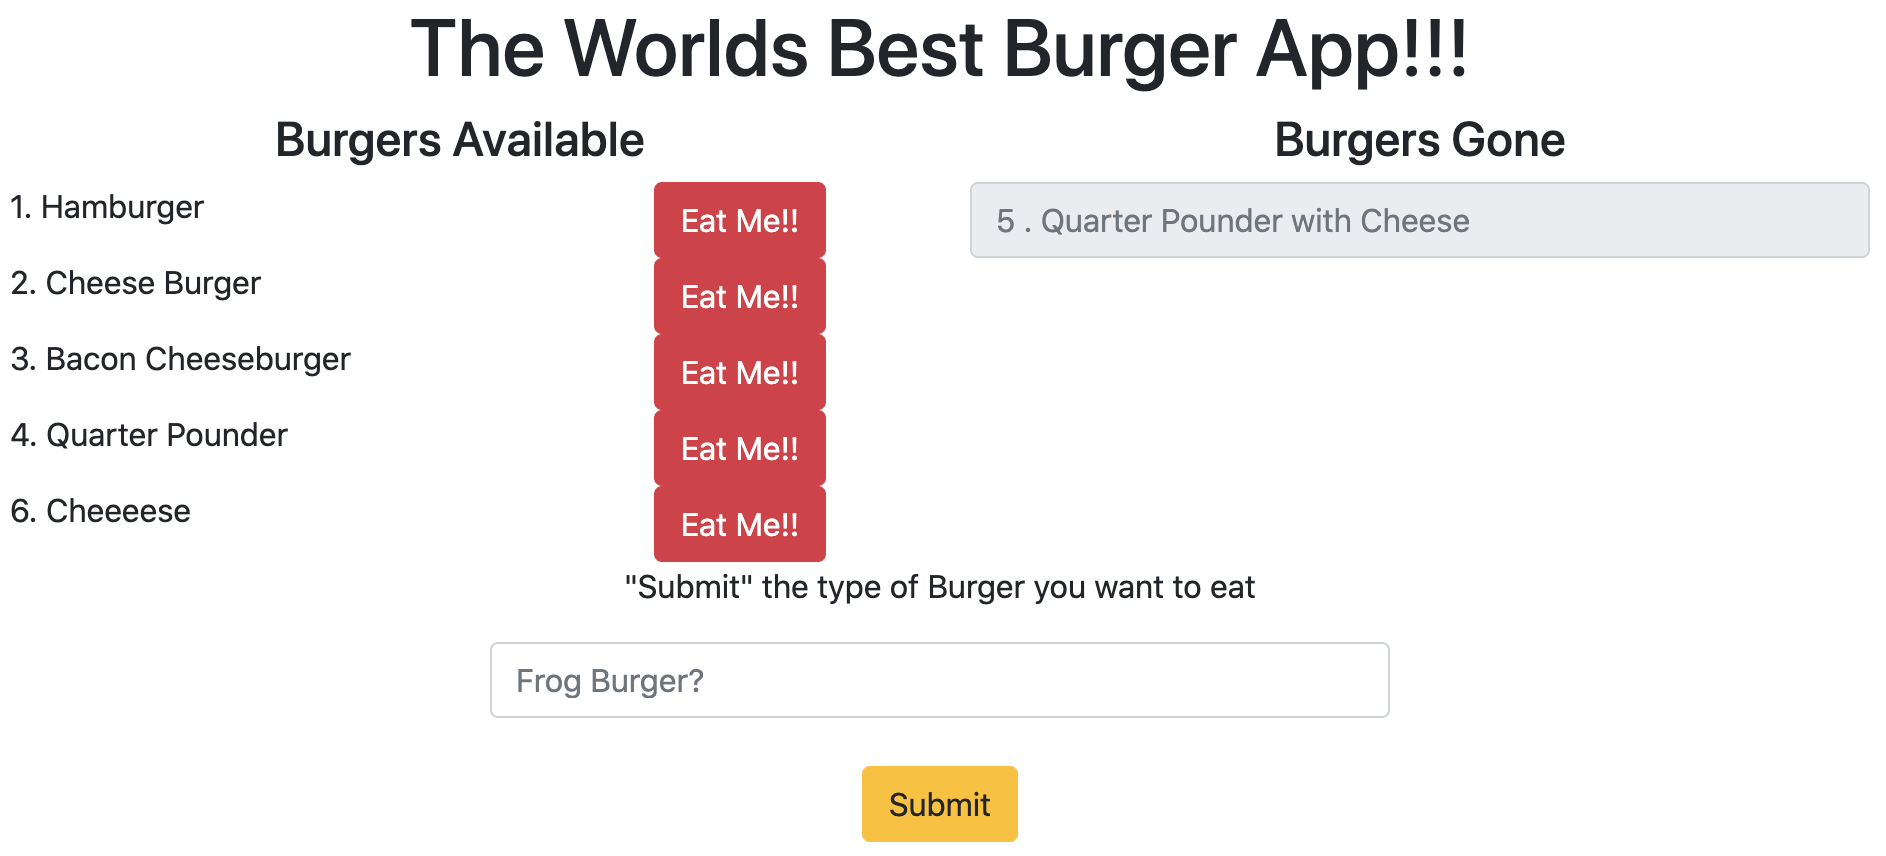 The Worlds Best Burger App!!!
Burgers Available
1. Hamburger
Eat Me!!
2. Cheese Burger
Eat Me!!
3. Bacon Cheeseburger
Eat Me!!
4. Quarter Pounder
Eat Me!!
6. Cheeeese
Eat Me!!
Burgers Gone
5 . Quarter Pounder with Cheese
"Submit" the type of Burger you want to eat
Frog Burger?
Submit